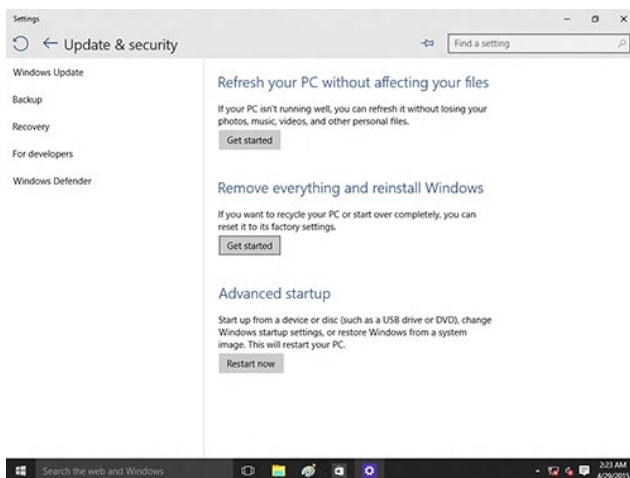 Settings
Update & security
Find a setting
Windows Update
Backup
Recovery
For developers
Windows Defender
Refresh your PC without affecting your files
If your PC isn't running well, you can refresh it without losing your
photos, music, videos, and other personal files.
Get started
Remove everything and reinstall Windows
If you want to recycle your PC or start over completely, you can
reset it to its factory settings.
Get started
Advanced startup
Start up from a device or disc (such as a USB drive or DVD), change
Windows startup settings, or restore Windows from a system
image. This will restart your PC.
Restart now
Search the web and Windows
2:23 AM
4/29/2015